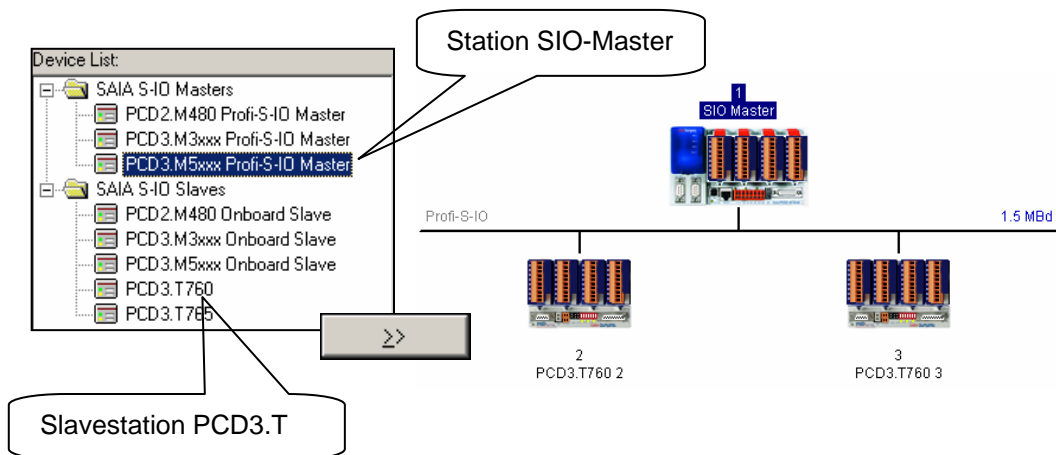 Station SIO-Master
Device List:
SAIA S-IO Masters
PCD2.M480 Profi-S-IO Master
PCD3.M3xxx Profi-S-IO Master
PCD3.M5xxx Profi-S-IO Master
SAIA S-IO Slaves
PCD2.M480 Onboard Slave
PCD3.M3xxx Onboard Slave
PCD3.M5xxx Onboard Slave
PCD3.T760
PCD3.T765
>>
Slavestation PCD3.T
1
SIO Master
Profi-S-IO
1.5 MBd
2
PCD3.T760 2
3
PCD3.T760 3